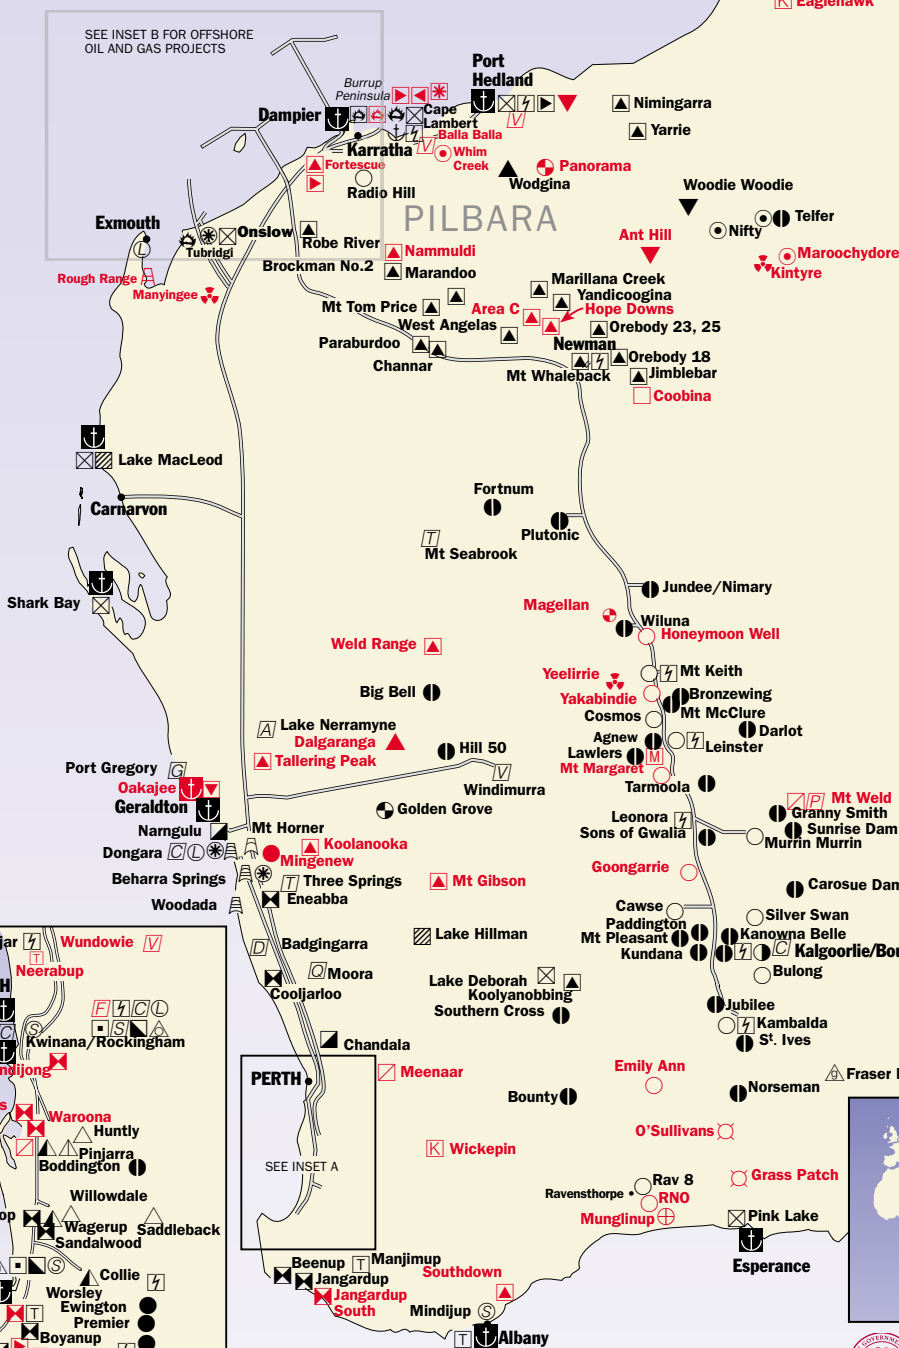 Eaglehawk
SEE INSET B FOR OFFSHORE
OIL AND GAS PROJECTS
Port
Hedland
Burrup
Peninsula
Dampier
Cape
Lambert
Nimingarra
Yarrie
Balla Balla
Karratha
Whim
Creek
Fortescue
Panorama
Radio Hill
Wodgina
Woodie Woodie
PILBARA
Telfer
Exmouth
L
Onslow
Nifty
Ant Hill
Tubridgi
Robe River
Nammuldi
Maroochydore
Brockman No.2
Marandoo
Kintyre
Rough Range
Manyingee
Marillana Creek
Yandicoogina
Mt Tom Price
Area C
Hope Downs
West Angelas
Orebody 23, 25
Paraburdoo
Newman
Orebody 18
Channar
Mt Whaleback
Jimblebar
Coobina
Lake MacLeod
Carnarvon
Fortnum
Plutonic
T
Mt Seabrook
Shark Bay
Jundee/Nimary
Magellan
Wiluna
Honeymoon Well
Weld Range
Yeelirrie
Mt Keith
Big Bell
Yakabindie
Bronzewing
Mt McClure
Cosmos
A
Lake Nerramyne
Dalgaranga
Agnew
Darlot
Hill 50
Lawlers
M
Leinster
Tallering Peak
Port Gregory
G
V
Windimurra
Mt Margaret
Oakajee
Tarmoola
P
Mt Weld
Geraldton
Golden Grove
Leonora
Granny Smith
Narngulu
Mt Horner
Sons of Gwalia
Sunrise Dam
Murrin Murrin
Dongara
C L
Koolanooka
Mingenew
Goongarrie
Beharra Springs
T
Three Springs
Mt Gibson
Carosue Dam
Woodada
Eneabba
Cawse
Silver Swan
Paddington
Kanowna Belle
Mt Pleasant
Lake Hillman
Kundana
C
Kalgoorlie/Bou
jar
Wundowie
V
D
Badgingarra
T
Neerabup
Q
Moora
Lake Deborah
Bulong
Cooljarloo
Koolyanobbing
H
Southern Cross
Jubilee
F
C L
Kambalda
C
S
S
St. Ives
Kwinana/Rockingham
Chandala
ndijong
PERTH
Meenaar
Emily Ann
g
Fraser
Bounty
Norseman
s
Waroona
Huntly
Pinjarra
Boddington
K
Wickepin
O'Sullivans
SEE INSET A
Grass Patch
Willowdale
Rav 8
Ravensthorpe
RNO
op
Wagerup
Saddleback
Munglinup
Pink Lake
Sandalwood
S
Beenup
T
Manjimup
Esperance
Collie
Jangardup
Southdown
Worsley
Jangardup
South
Ewington
T
Premier
Mindijup
S
Boyanup
T
Albany